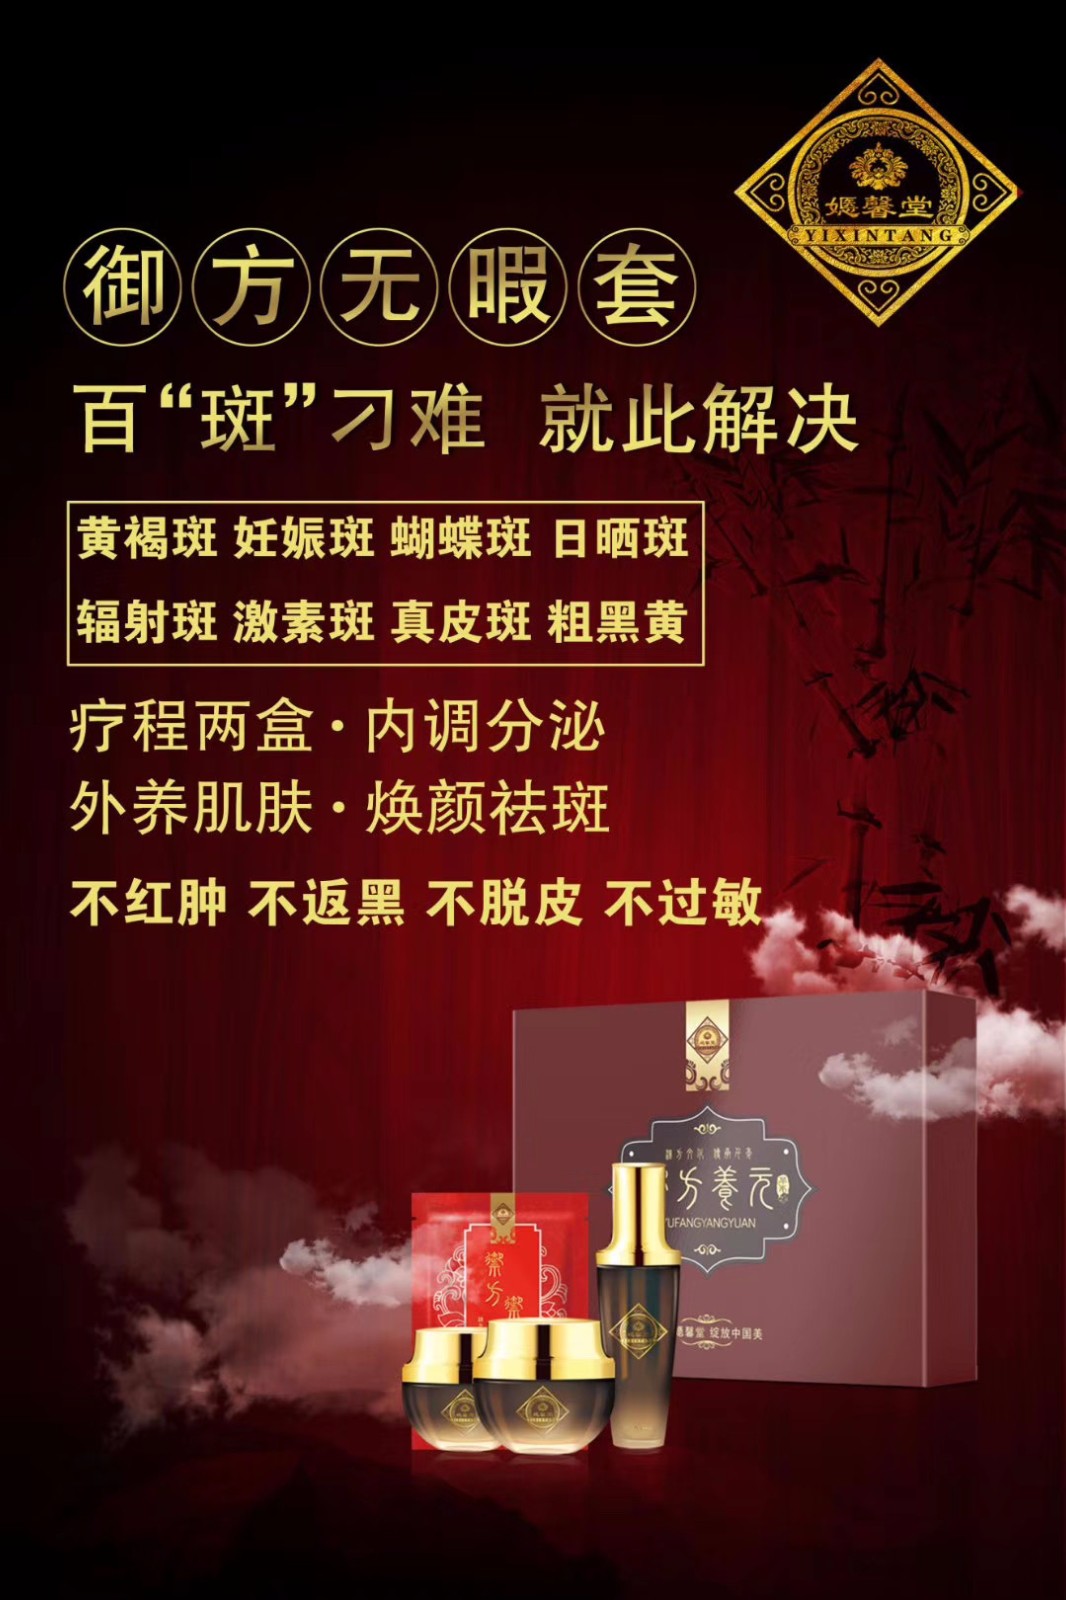 嬑馨堂
YIXINTANG
御方无暇套
百“斑”刁难 就此解决
黄褐斑 妊娠斑 蝴蝶斑 日晒斑
辐射斑 激素斑 真皮斑 粗黑黄
疗程两盒·内调分泌
外养肌肤·焕颜祛斑
不红肿 不返黑 不脱皮 不过敏
方養元
YUFANGYANGYUAN
馨堂 绽放中国美
御方